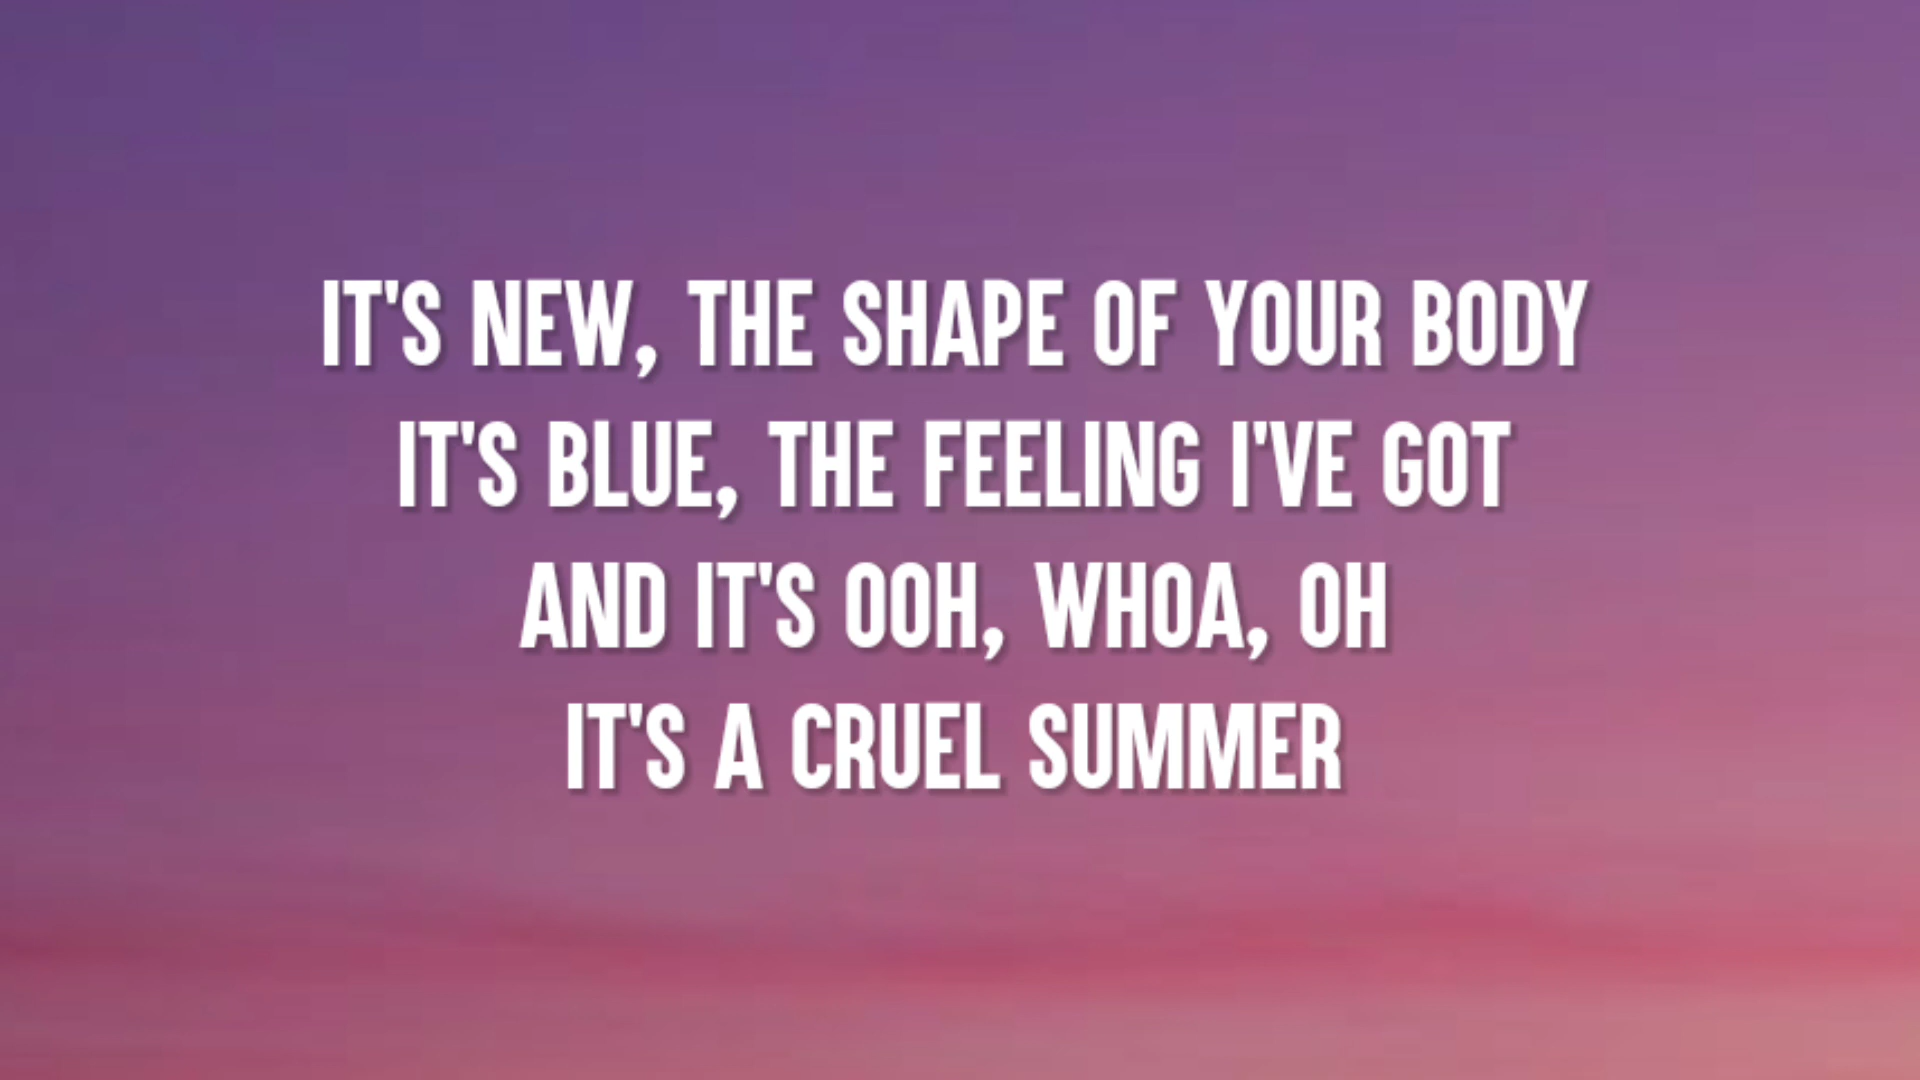 IT'S NEW, THE SHAPE OF YOUR BODY
IT'S BLUE, THE FEELING I'VE GOT
AND IT'S OOH, WHOA, OH
IT'S A CRUEL SUMMER